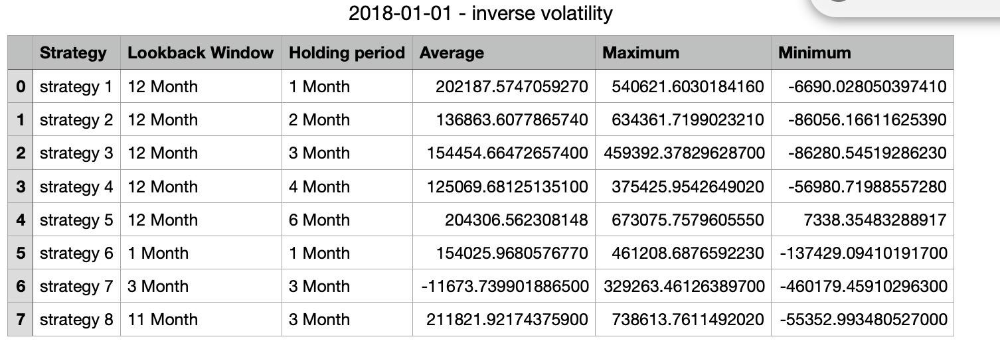 2018-01-01 - inverse volatility
Strategy Lookback Window Holding period Average Maximum Minimum
0 strategy 1 12 Month 1 Month 202187.5747059270 540621.6030184160 -6690.028050397410
1 strategy 2 12 Month 2 Month 136863.6077865740 634361.7199023210 -86056.16611625390
2 strategy 3 12 Month 3 Month 154454.66472657400 459392.37829628700 -86280.54519286230
3 strategy 4 12 Month 4 Month 125069.68125135100 375425.9542649020 -56980.71988557280
4 strategy 5 12 Month 6 Month 204306.562308148 673075.7579605550 7338.35483288917
5 strategy 6 1 Month 1 Month 154025.9680576770 461208.6876592230 -137429.09410191700
6 strategy 7 3 Month 3 Month -11673.739901886500 329263.46126389700 -460179.45910296300
7 strategy 8 11 Month 3 Month 211821.92174375900 738613.7611492020 -55352.993480527000